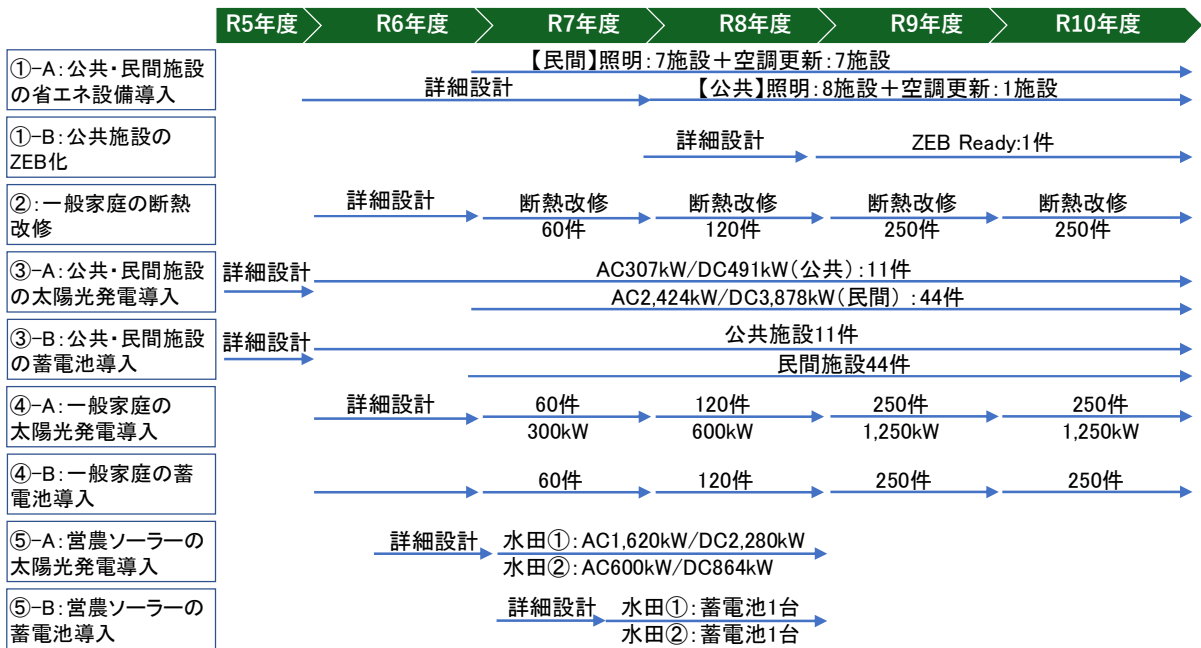 R5年度 R6年度 R7年度 R8年度 R9年度 R10年度
①-A:公共・民間施設
の省エネ設備導入
【民間】照明:7施設+空調更新:7施設
詳細設計
【公共】照明:8施設+空調更新:1施設
①-B:公共施設の
ZEB化
詳細設計
ZEB Ready:1件
②:一般家庭の断熱
改修
詳細設計
断熱改修
60件
断熱改修
120件
断熱改修
250件
断熱改修
250件
③-A:公共・民間施設
の太陽光発電導入
詳細設計
AC307kW/DC491kW(公共):11件
AC2,424kW/DC3,878kW(民間) :44件
③-B:公共・民間施設
の蓄電池導入
詳細設計
公共施設11件
民間施設44件
④-A:一般家庭の
太陽光発電導入
詳細設計
60件
300kW
120件
600kW
250件
1,250kW
250件
1,250kW
④-B:一般家庭の蓄
電池導入
60件
120件
250件
250件
⑤-A:営農ソーラーの
太陽光発電導入
詳細設計
水田①:AC1,620kW/DC2,280kW
水田②:AC600kW/DC864kW
⑤-B:営農ソーラーの
蓄電池導入
詳細設計
水田①:蓄電池1台
水田②:蓄電池1台